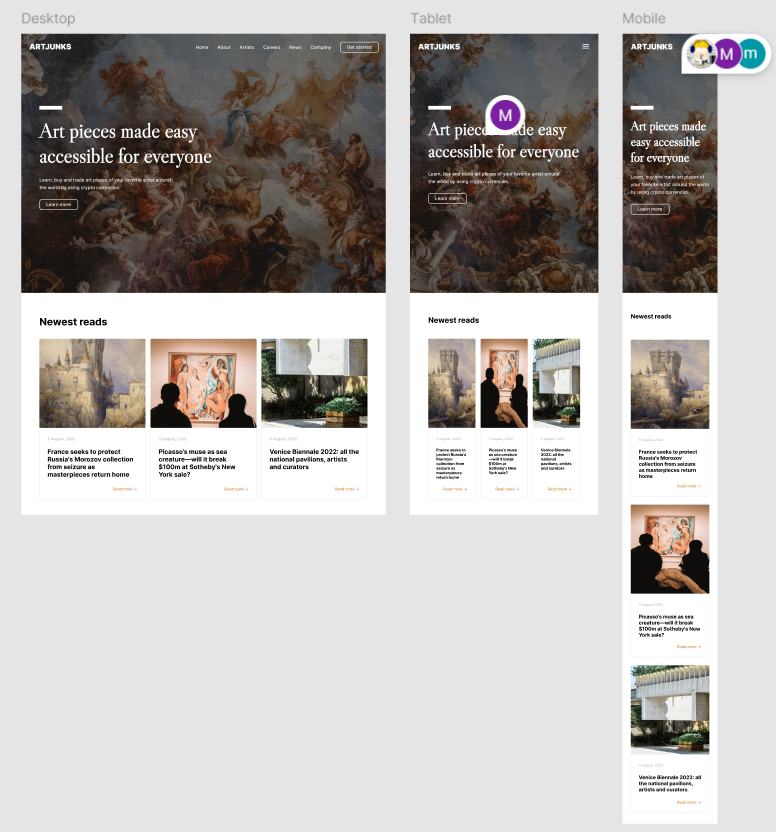 Desktop
ARTJUNKS
Home About Artists Careers News Company Get started
Art pieces made easy
accessible for everyone
Learn, buy and trade art pieces of your favorite artist around
the world by using crypto currencies.
Learn more
Newest reads
5 August, 2022
France seeks to protect
Russia's Morozov collection
from seizure as
masterpieces return home
Read more →
5 August, 2022
Picasso's muse as sea
creature—will it break
$100m at Sotheby's New
York sale?
Read more →
5 August, 2022
Venice Biennale 2022: all the
national pavilions, artists
and curators
Read more →
Tablet
ARTJUNKS
M
Art pieces made easy
accessible for everyone
Learn, buy and trade art pieces of your favorite artist around
the world by using crypto currencies.
Learn more
Newest reads
5 August, 2022
France seeks to
protect Russia's
Morozov
collection from
seizure as
masterpieces
return home
Read more →
5 August, 2022
Picasso's muse
as sea creature
—will it break
$100m at
Sotheby's New
York sale?
Read more →
5 August, 2022
Venice Biennale
2022: all the
national
pavilions, artists
and curators
Read more →
Mobile
ARTJUNKS
M
m
Art pieces made
easy accessible
for everyone
Learn, buy and trade art pieces of
your favorite artist around the world
by using crypto currencies.
Learn more
Newest reads
5 August, 2022
France seeks to protect
Russia's Morozov
collection from seizure
as masterpieces return
home
Read more →
5 August, 2022
Picasso's muse as sea
creature—will it break
$100m at Sotheby's New
York sale?
Read more →
5 August, 2022
Venice Biennale 2022: all
the national pavilions,
artists and curators
Read more →